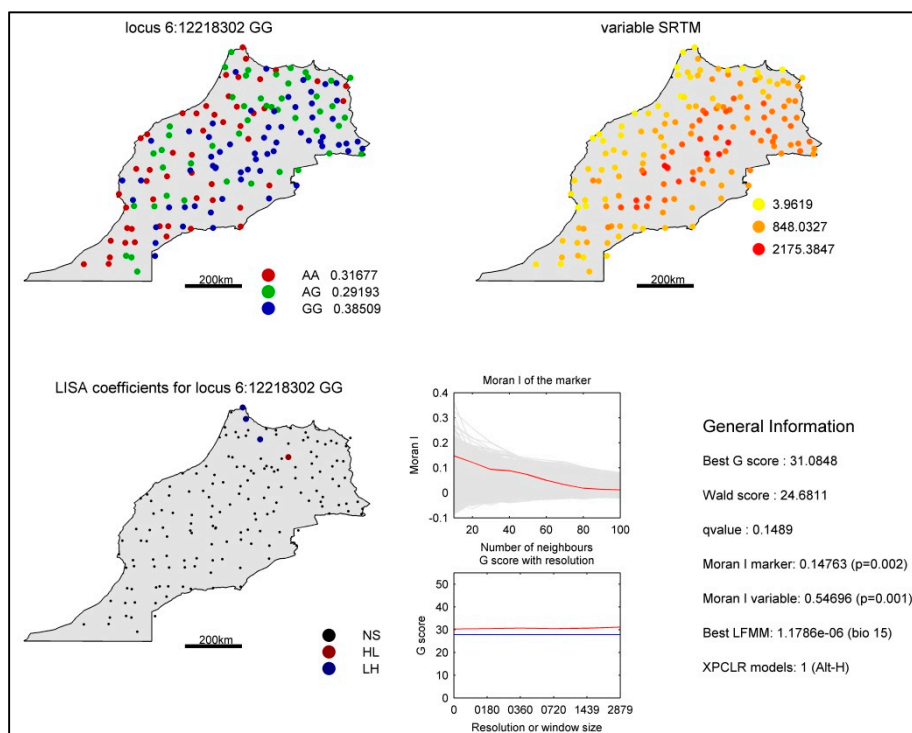 locus 6:12218302 GG
200km
AA 0.31677
AG 0.29193
GG 0.38509
variable SRTM
3.9619
848.0327
2175.3847
200km
LISA coefficients for locus 6:12218302 GG
200km
NS
HL
LH
Moran I of the marker
Moran I
0.4
0.3
0.2
0.1
0
-0.1
20 40 60 80 100
Number of neighbours
G score with resolution
G score
50
40
30
20
10
0
0 0180 0360 0720 1439 2879
Resolution or window size
General Information
Best G score : 31.0848
Wald score : 24.6811
qvalue : 0.1489
Moran I marker: 0.14763 (p=0.002)
Moran I variable: 0.54696 (p=0.001)
Best LFMM: 1.1786e-06 (bio 15)
XPCLR models: 1 (Alt-H)